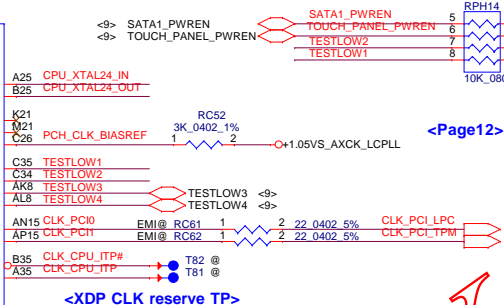 RPH14
<9> SATA1_PWREN SATA1_PWREN 5
<9> TOUCH_PANEL_PWREN TOUCH_PANEL_PWREN 6
TESTLOW2 7
TESTLOW1 8
10K_080
A25 CPU_XTAL24_IN
B25 CPU_XTAL24_OUT
K21
M21
C26 PCH_CLK_BIASREF 1 RC52 2 +1.05VS_AXCK_LCPLL
3K_0402_1%
<Page12>
C35 TESTLOW1
C34 TESTLOW2
AK8 TESTLOW3 TESTLOW3 <9>
AL8 TESTLOW4 TESTLOW4 <9>
AN15 CLK_PCI0 EMI@ RC61 1 2 22_0402_5% CLK_PCI_LPC
AP15 CLK_PCI1 EMI@ RC62 1 2 22_0402_5% CLK_PCI_TPM
B35 CLK_CPU_ITP# T82 @
A35 CLK_CPU_ITP T81 @
<XDP CLK reserve TP>